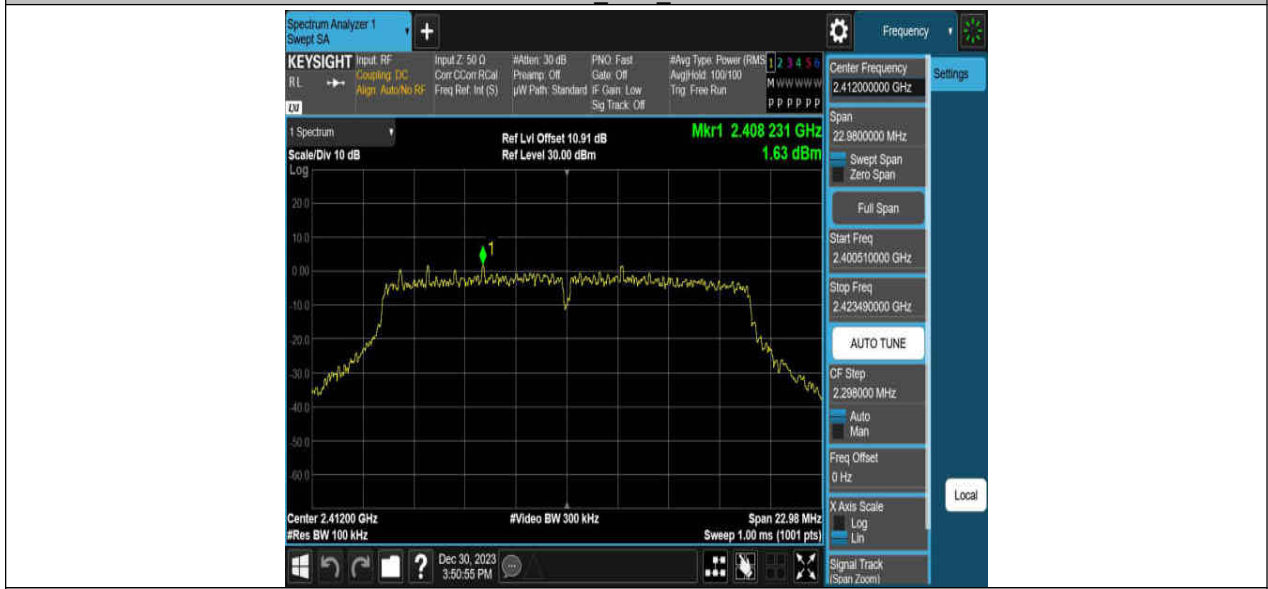 Spectrum Analyzer 1
Swept SA
+
Frequency
KEYSIGHT
RL
LXI
Input: RF
Coupling: DC
Align: Auto/No RF
Input Z: 50 Ω
Corr CCorr RCal
Freq Ref: Int (S)
#Atten: 30 dB
Preamp: Off
µW Path: Standard
PNO: Fast
Gate: Off
IF Gain: Low
Sig Track: Off
#Avg Type: Power (RMS
Avg|Hold: 100/100
Trig: Free Run
1 2 3 4 5 6
M W W W W W
P P P P P P
Center Frequency
2.412000000 GHz
Settings
1 Spectrum
Scale/Div 10 dB
Log
Ref Lvl Offset 10.91 dB
Ref Level 30.00 dBm
Mkr1 2.408 231 GHz
1.63 dBm
20.0
10.0
0.00
-10.0
-20.0
-30.0
-40.0
-50.0
-60.0
1
Center 2.41200 GHz
#Res BW 100 kHz
#Video BW 300 kHz
Span 22.98 MHz
Sweep 1.00 ms (1001 pts)
Span
22.9800000 MHz
Swept Span
Zero Span
Full Span
Start Freq
2.400510000 GHz
Stop Freq
2.423490000 GHz
AUTO TUNE
CF Step
2.298000 MHz
Auto
Man
Freq Offset
0 Hz
X Axis Scale
Log
Lin
Signal Track
(Span Zoom)
Local
?
Dec 30, 2023
3:50:55 PM